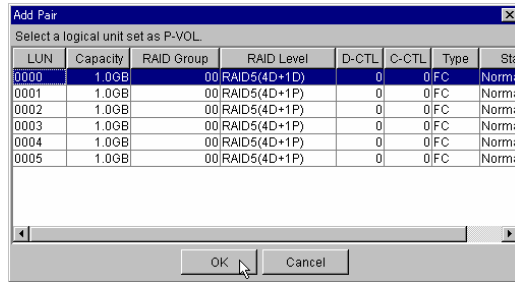 Add Pair
Select a logical unit set as P-VOL.
LUN Capacity RAID Group RAID Level D-CTL C-CTL Type Sta
0000 1.0GB 00 RAID5(4D+1D) 0 0 FC Norma
0001 1.0GB 00 RAID5(4D+1P) 0 0 FC Norma
0002 1.0GB 00 RAID5(4D+1P) 0 0 FC Norma
0003 1.0GB 00 RAID5(4D+1P) 0 0 FC Norma
0004 1.0GB 00 RAID5(4D+1P) 0 0 FC Norma
0005 1.0GB 00 RAID5(4D+1P) 0 0 FC Norma
OK Cancel